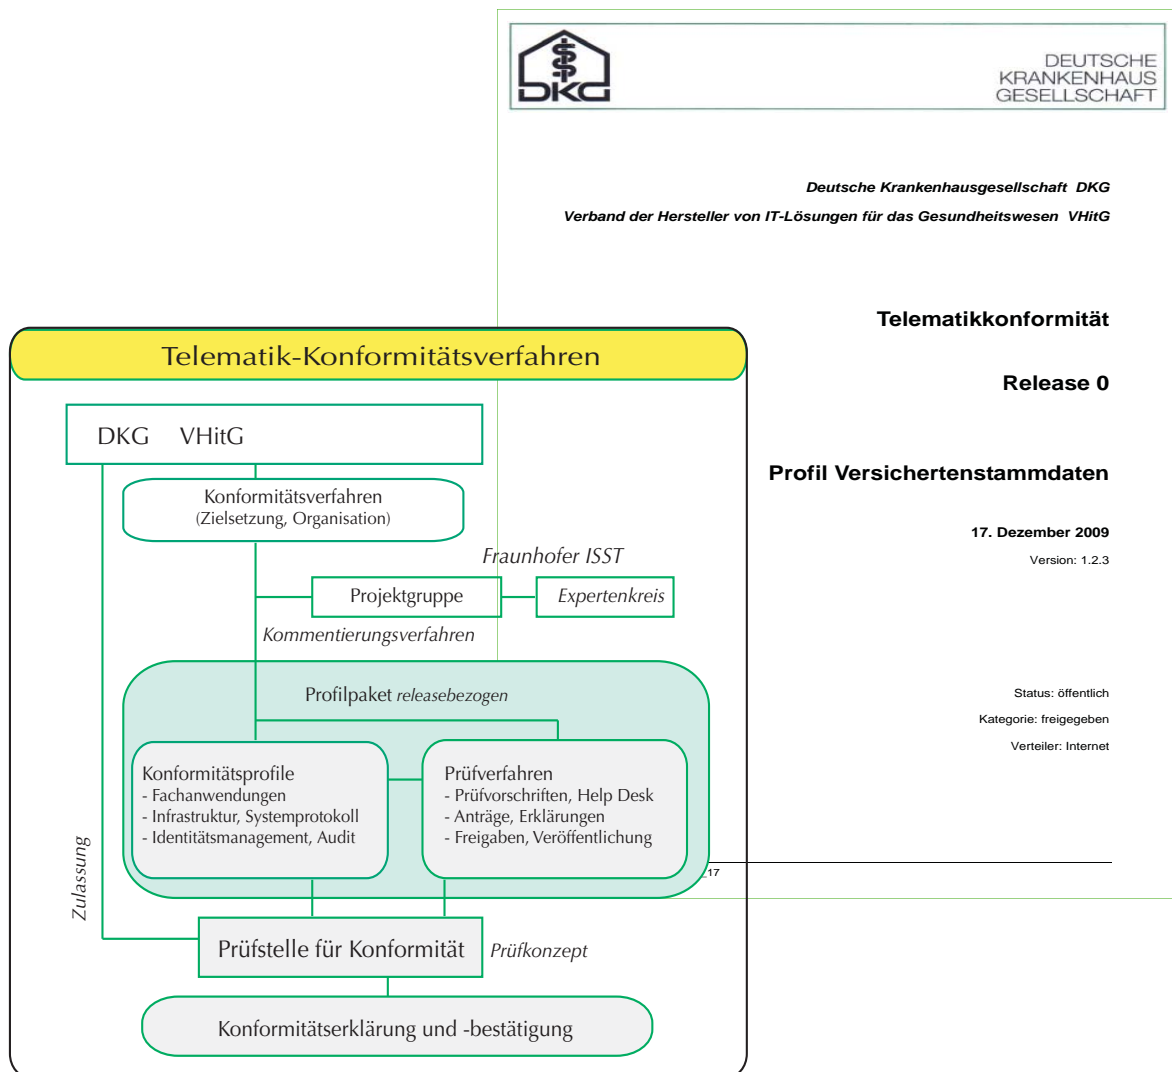 DKG
DEUTSCHE
KRANKENHAUS
GESELLSCHAFT
Deutsche Krankenhausgesellschaft DKG
Verband der Hersteller von IT-Lösungen für das Gesundheitswesen VHitG
Telematikkonformität
Release 0
Profil Versichertenstammdaten
17. Dezember 2009
Version: 1.2.3
Status: öffentlich
Kategorie: freigegeben
Verteiler: Internet
_17
Telematik-Konformitätsverfahren
DKG VHitG
Konformitätsverfahren
(Zielsetzung, Organisation)
Fraunhofer ISST
Projektgruppe
Expertenkreis
Kommentierungsverfahren
Profilpaket releasebezogen
Konformitätsprofile
- Fachanwendungen
- Infrastruktur, Systemprotokoll
- Identitätsmanagement, Audit
Prüfverfahren
- Prüfvorschriften, Help Desk
- Anträge, Erklärungen
- Freigaben, Veröffentlichung
Zulassung
Prüfstelle für Konformität
Prüfkonzept
Konformitätserklärung und -bestätigung